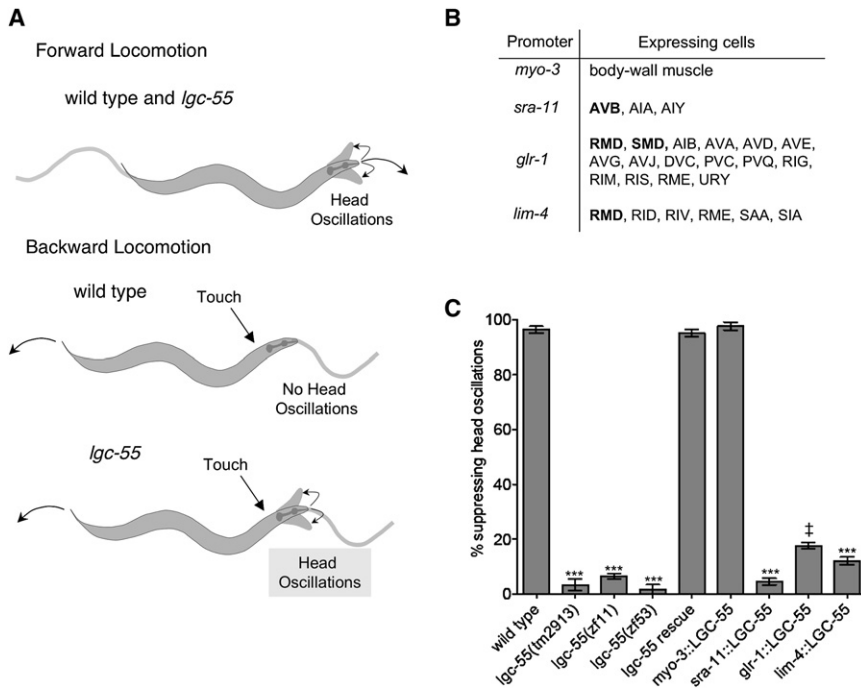 A
Forward Locomotion
wild type and lgc-55
Head
Oscillations
Backward Locomotion
wild type
Touch
No Head
Oscillations
lgc-55
Touch
Head
Oscillations
B
Promoter Expressing cells
myo-3 body-wall muscle
sra-11 AVB, AIA, AIY
glr-1 RMD, SMD, AIB, AVA, AVD, AVE,
AVG, AVJ, DVC, PVC, PVQ, RIG,
RIM, RIS, RME, URY
lim-4 RMD, RID, RIV, RME, SAA, SIA
C
% suppressing head oscillations
100
80
60
40
20
0
***
***
***
***
‡
***
wild type
lgc-55(tm2913)
lgc-55(zf11)
lgc-55(zf53)
lgc-55 rescue
myo-3::LGC-55
sra-11::LGC-55
glr-1::LGC-55
lim-4::LGC-55